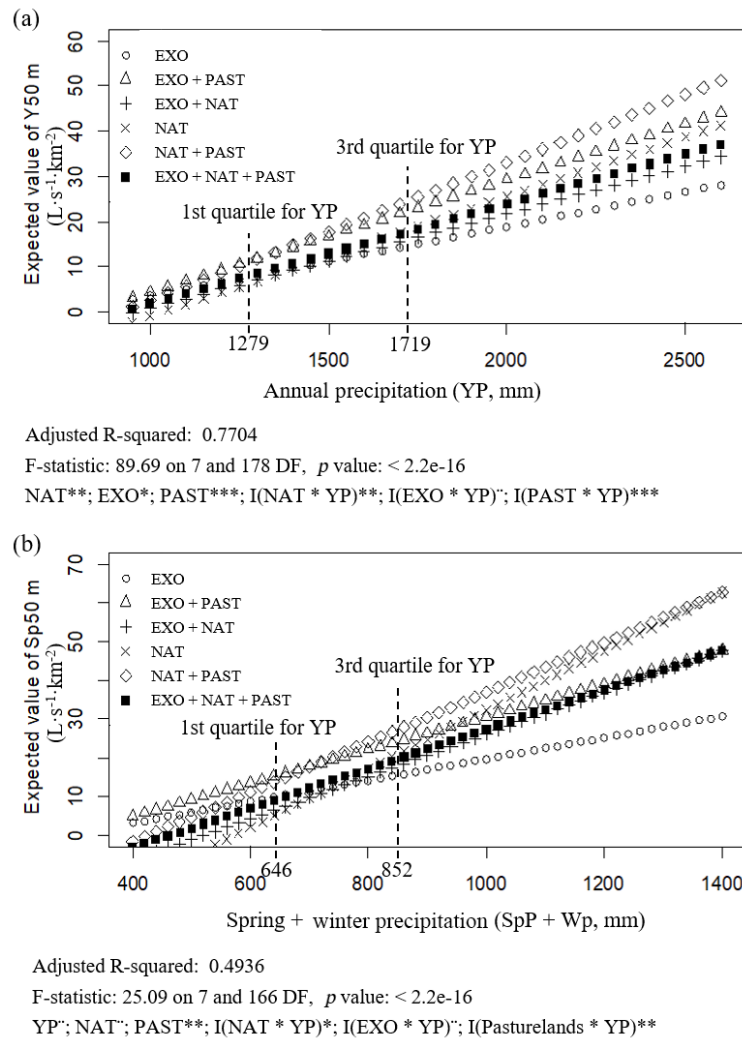 (a)
Expected value of Y50 m
(L·s⁻¹·km⁻²)
60
50
40
30
20
10
0
EXO
EXO + PAST
EXO + NAT
NAT
NAT + PAST
EXO + NAT + PAST
3rd quartile for YP
1st quartile for YP
1279
1719
1000
1500
2000
2500
Annual precipitation (YP, mm)
Adjusted R-squared: 0.7704
F-statistic: 89.69 on 7 and 178 DF, p value: < 2.2e-16
NAT**; EXO*; PAST***; I(NAT * YP)**; I(EXO * YP)¨; I(PAST * YP)***
(b)
Expected value of Sp50 m
(L·s⁻¹·km⁻²)
70
50
30
10
0
EXO
EXO + PAST
EXO + NAT
NAT
NAT + PAST
EXO + NAT + PAST
3rd quartile for YP
1st quartile for YP
646
852
400
600
800
1000
1200
1400
Spring + winter precipitation (SpP + Wp, mm)
Adjusted R-squared: 0.4936
F-statistic: 25.09 on 7 and 166 DF, p value: < 2.2e-16
YP¨; NAT¨; PAST**; I(NAT * YP)*; I(EXO * YP)¨; I(Pasturelands * YP)**